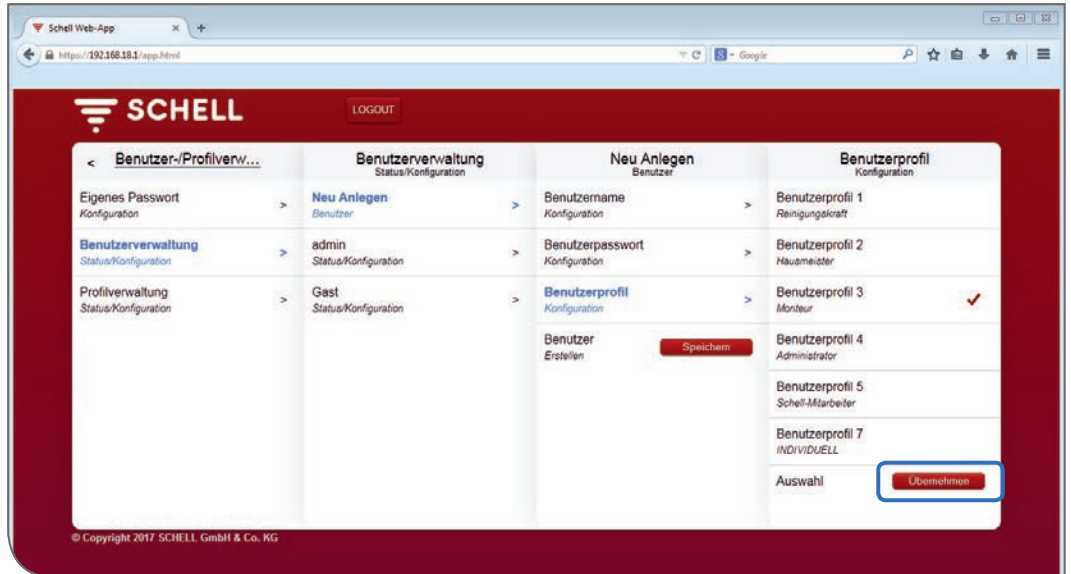 Schell Web-App
https://192.168.18.1/app.html
Google
SCHELL
LOGOUT
< Benutzer-/Profilverw...
Eigenes Passwort >
Konfiguration
Benutzerverwaltung >
Status/Konfiguration
Profilverwaltung >
Status/Konfiguration
Benutzerverwaltung
Status/Konfiguration
Neu Anlegen >
Benutzer
admin >
Status/Konfiguration
Gast >
Status/Konfiguration
Neu Anlegen
Benutzer
Benutzername >
Konfiguration
Benutzerpasswort >
Konfiguration
Benutzerprofil >
Konfiguration
Benutzer Speichern
Erstellen
Benutzerprofil
Konfiguration
Benutzerprofil 1
Reinigungskraft
Benutzerprofil 2
Hausmeister
Benutzerprofil 3
Monteur
Benutzerprofil 4
Administrator
Benutzerprofil 5
Schell-Mitarbeiter
Benutzerprofil 7
INDIVIDUELL
Auswahl Übernehmen
© Copyright 2017 SCHELL GmbH & Co. KG